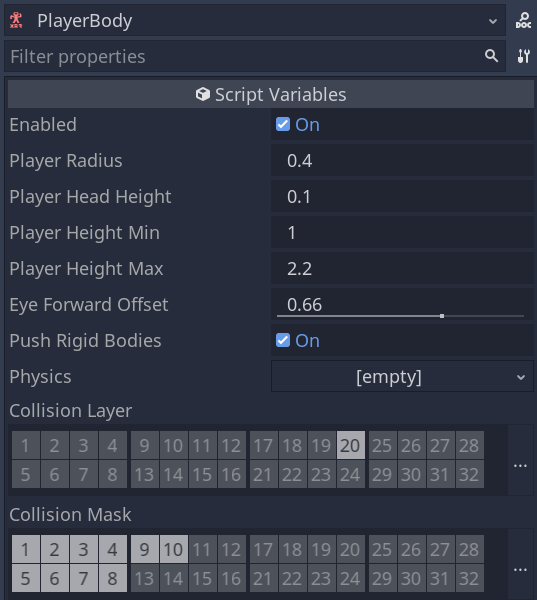 PlayerBody
DOC
Filter properties
Script Variables
Enabled On
Player Radius 0.4
Player Head Height 0.1
Player Height Min 1
Player Height Max 2.2
Eye Forward Offset 0.66
Push Rigid Bodies On
Physics [empty]
Collision Layer
1 2 3 4 9 10 11 12 17 18 19 20 25 26 27 28
5 6 7 8 13 14 15 16 21 22 23 24 29 30 31 32
...
Collision Mask
1 2 3 4 9 10 11 12 17 18 19 20 25 26 27 28
5 6 7 8 13 14 15 16 21 22 23 24 29 30 31 32
...